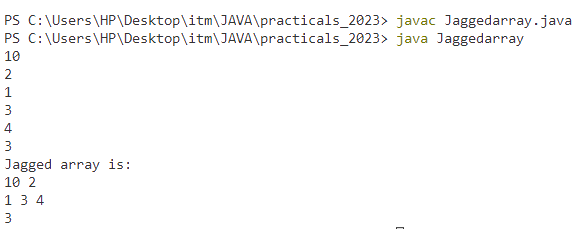 PS C:\Users\HP\Desktop\itm\JAVA\practicals_2023> javac Jaggedarray.java
PS C:\Users\HP\Desktop\itm\JAVA\practicals_2023> java Jaggedarray
10
2
1
3
4
3
Jagged array is:
10 2
1 3 4
3